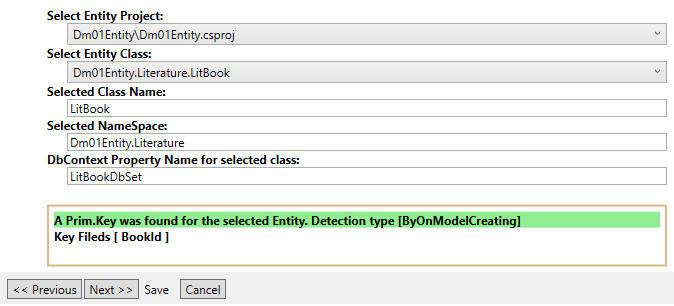 Select Entity Project:
Dm01Entity\Dm01Entity.csproj
Select Entity Class:
Dm01Entity.Literature.LitBook
Selected Class Name:
LitBook
Selected NameSpace:
Dm01Entity.Literature
DbContext Property Name for selected class:
LitBookDbSet
A Prim.Key was found for the selected Entity. Detection type [ByOnModelCreating]
Key Fileds [ BookId ]
<< Previous Next >> Save Cancel